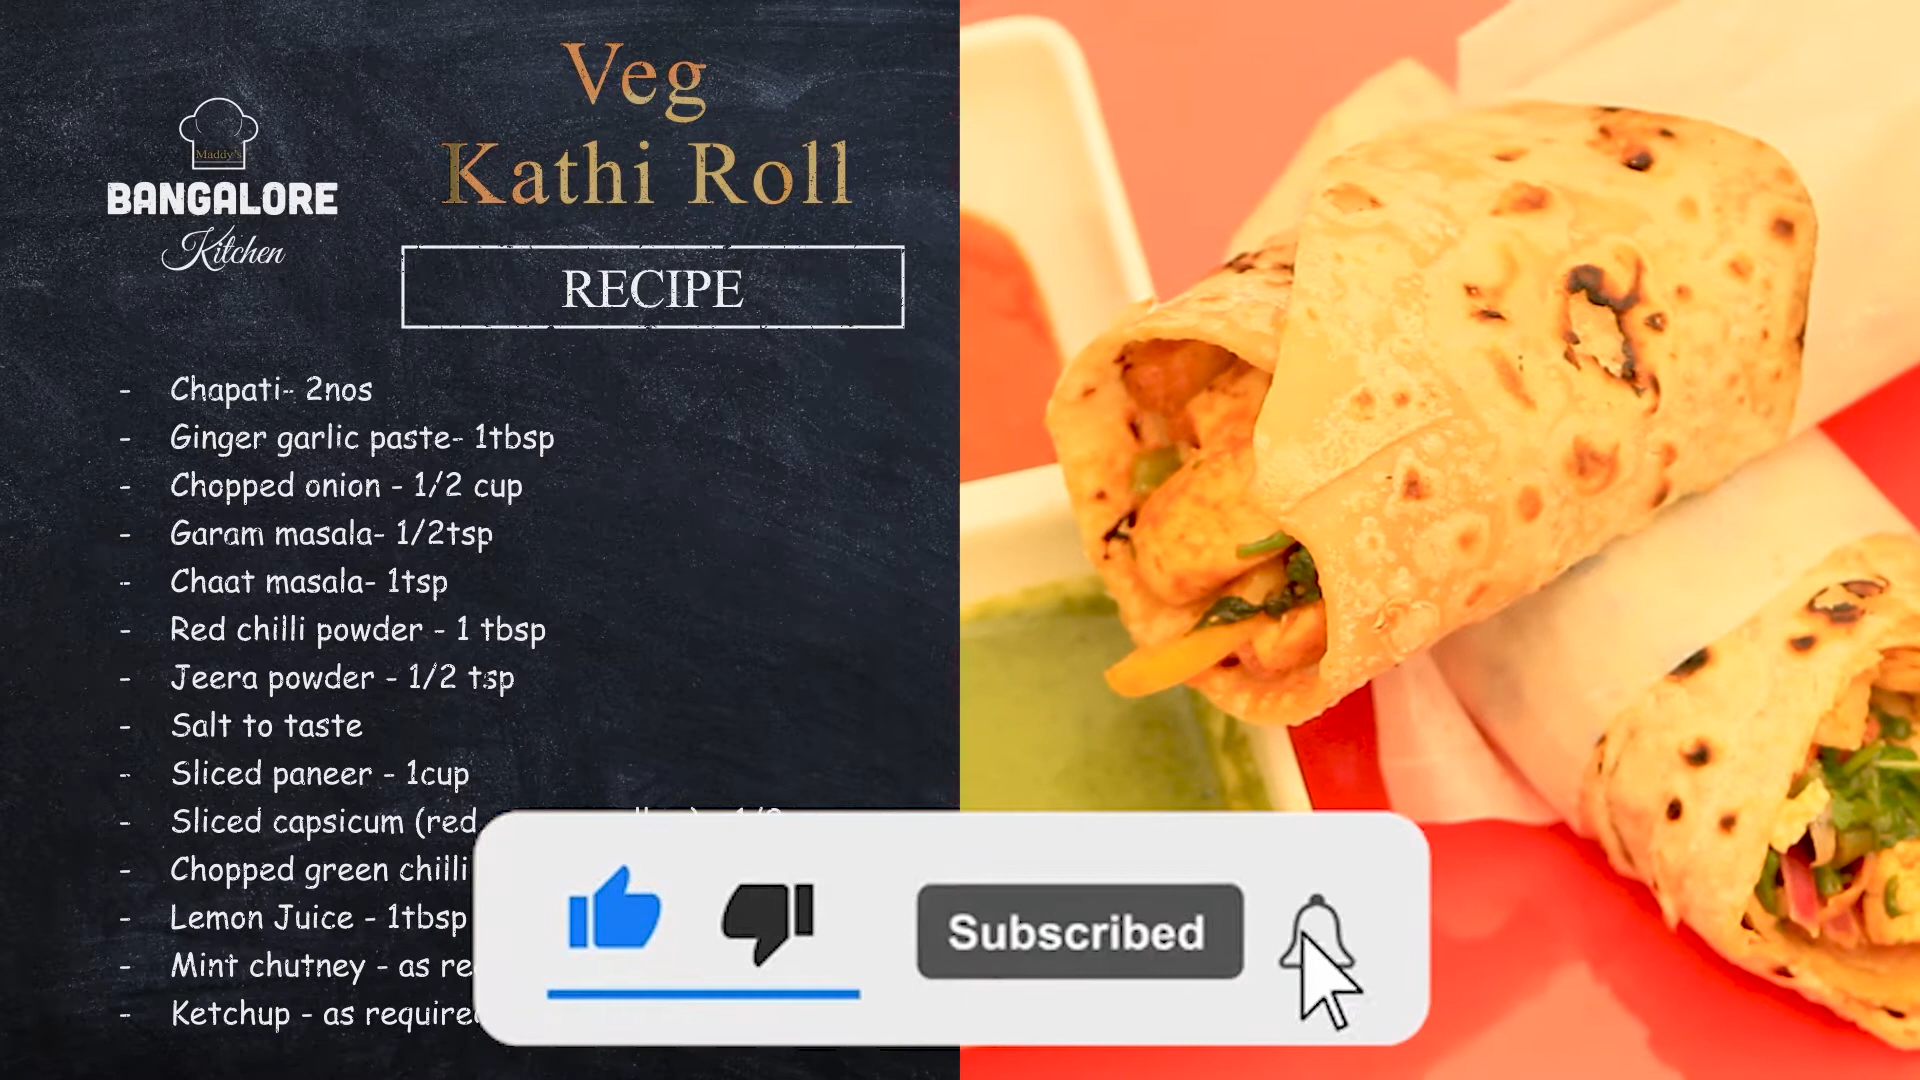 Veg
Kathi Roll
Maddy's
BANGALORE
Kitchen
RECIPE
- Chapati- 2nos
- Ginger garlic paste- 1tbsp
- Chopped onion - 1/2 cup
- Garam masala- 1/2tsp
- Chaat masala- 1tsp
- Red chilli powder - 1 tbsp
- Jeera powder - 1/2 tsp
- Salt to taste
- Sliced paneer - 1cup
- Sliced capsicum (red
- Chopped green chilli
- Lemon Juice - 1tbsp
- Mint chutney - as
- Ketchup - as required
Subscribed